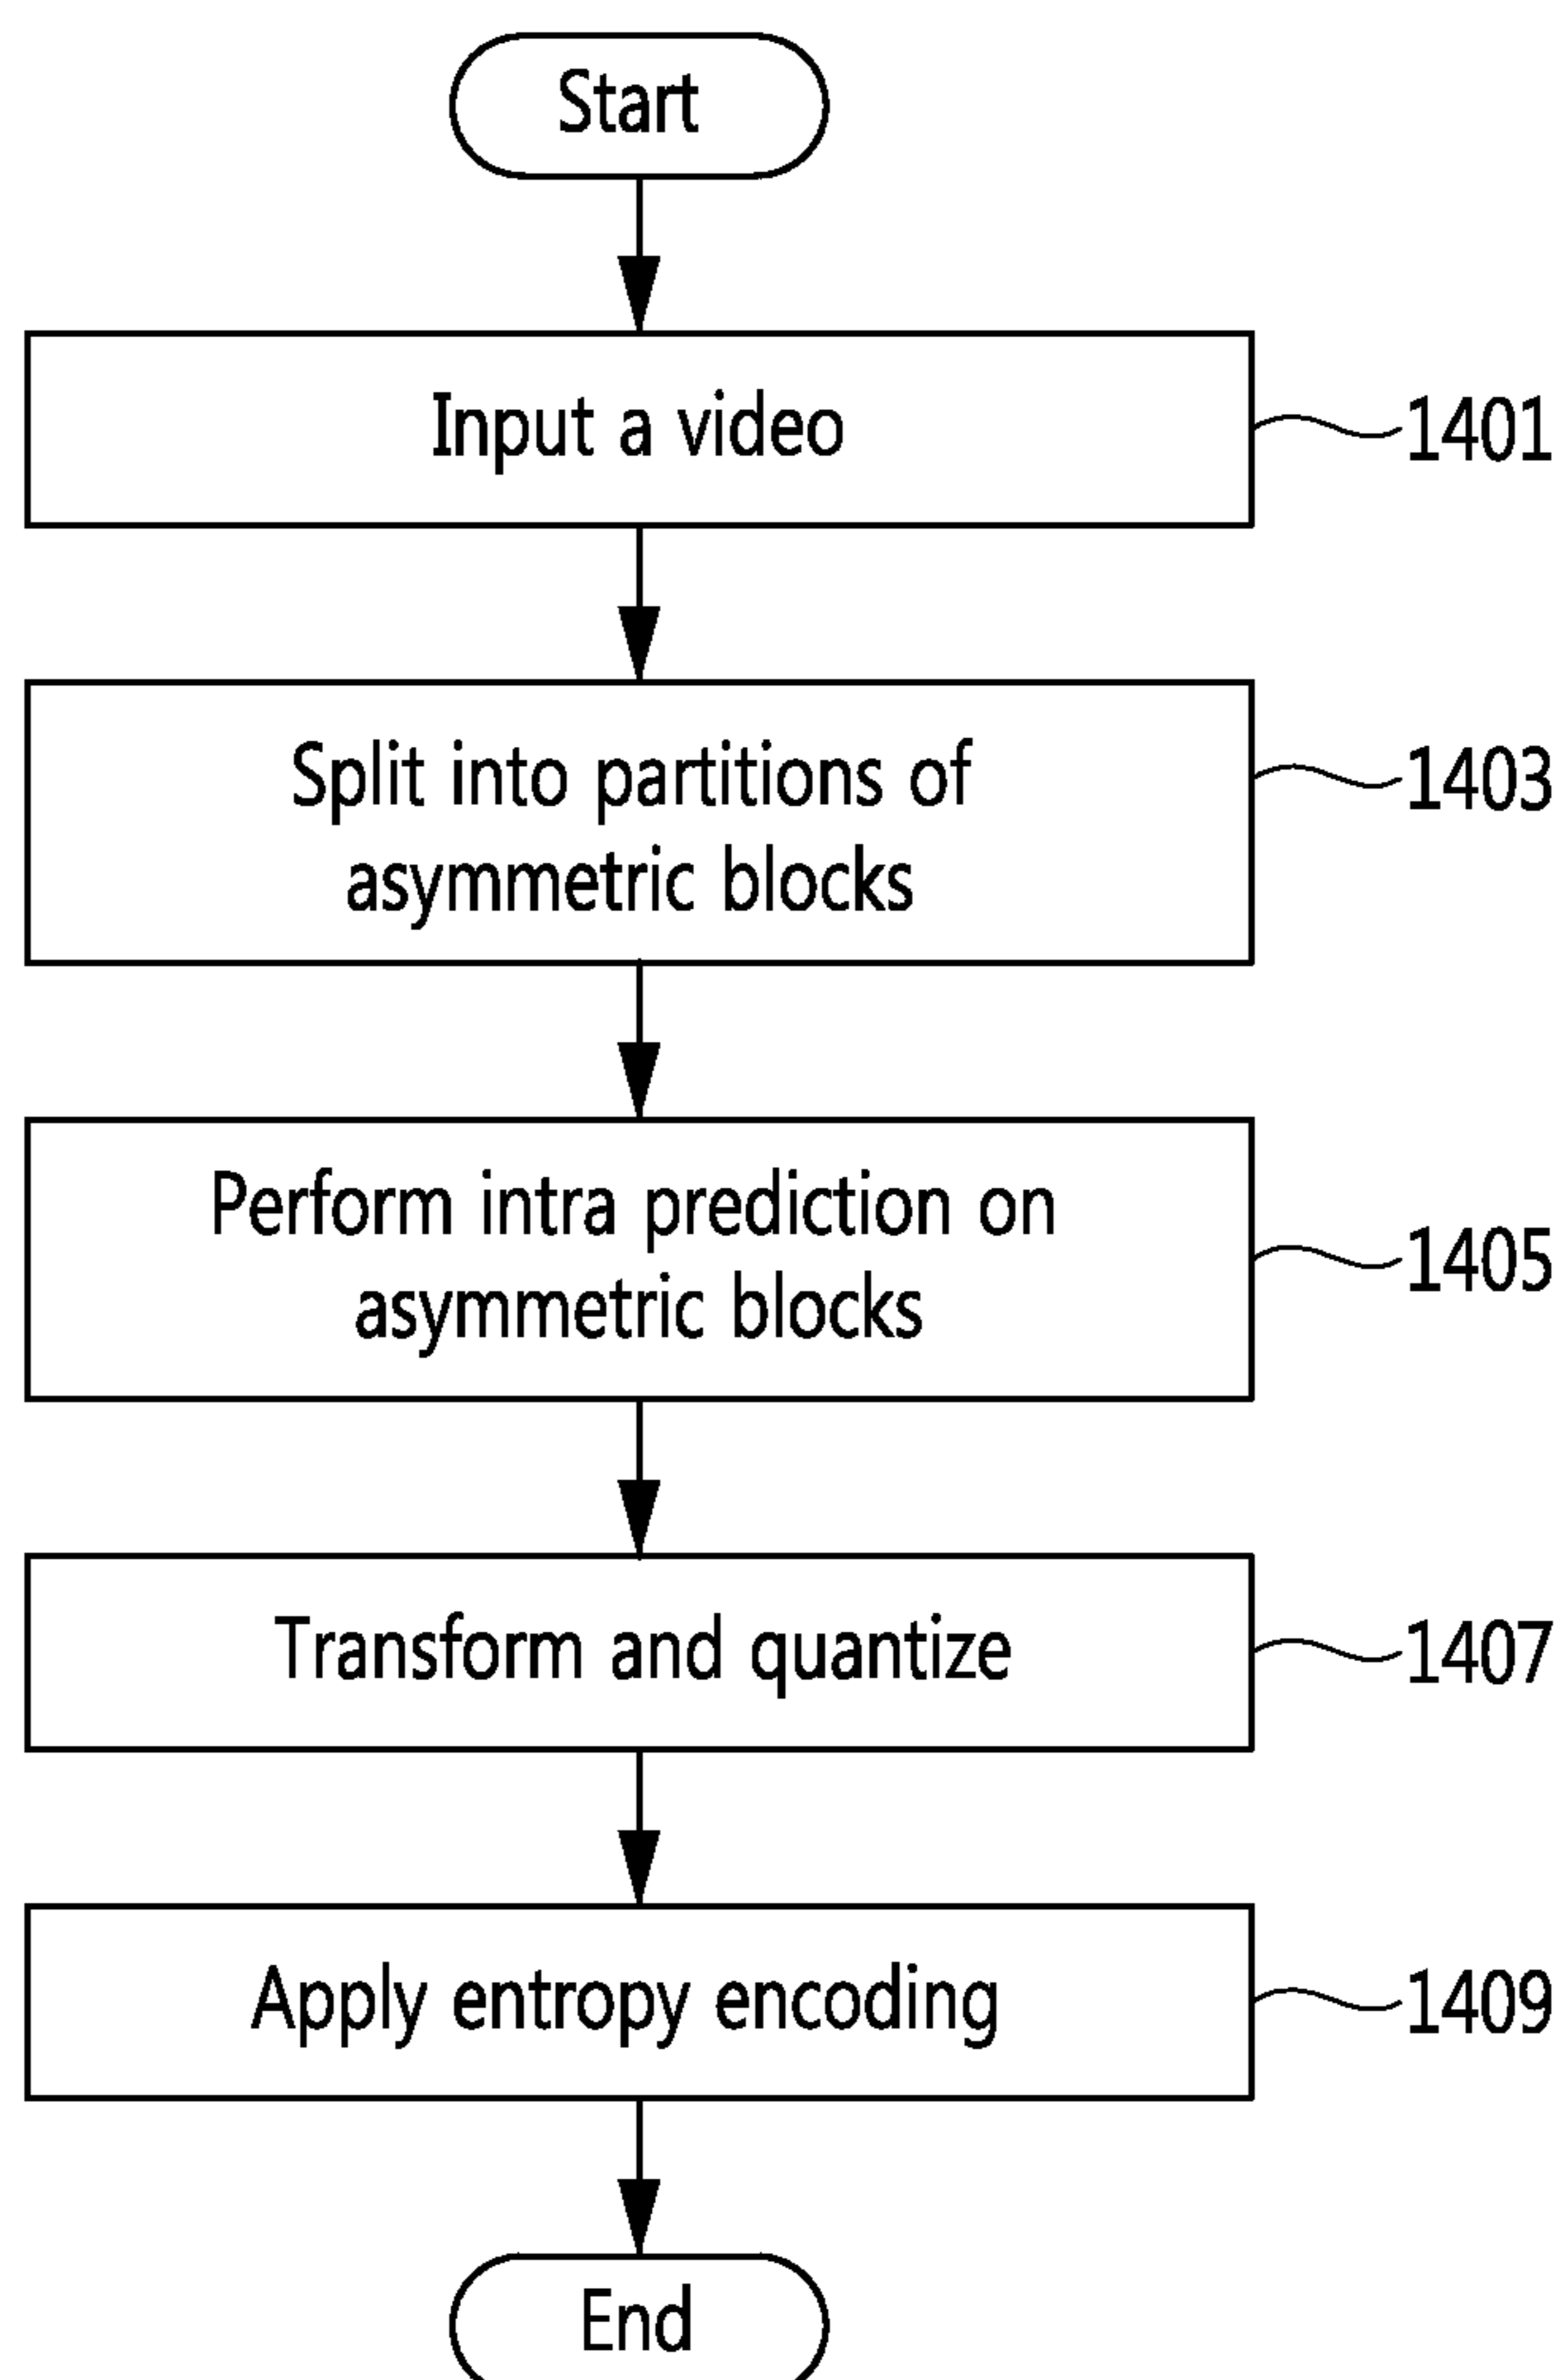 Start
Input a video
1401
Split into partitions of
asymmetric blocks
1403
Perform intra prediction on
asymmetric blocks
1405
Transform and quantize
1407
Apply entropy encoding
1409
End